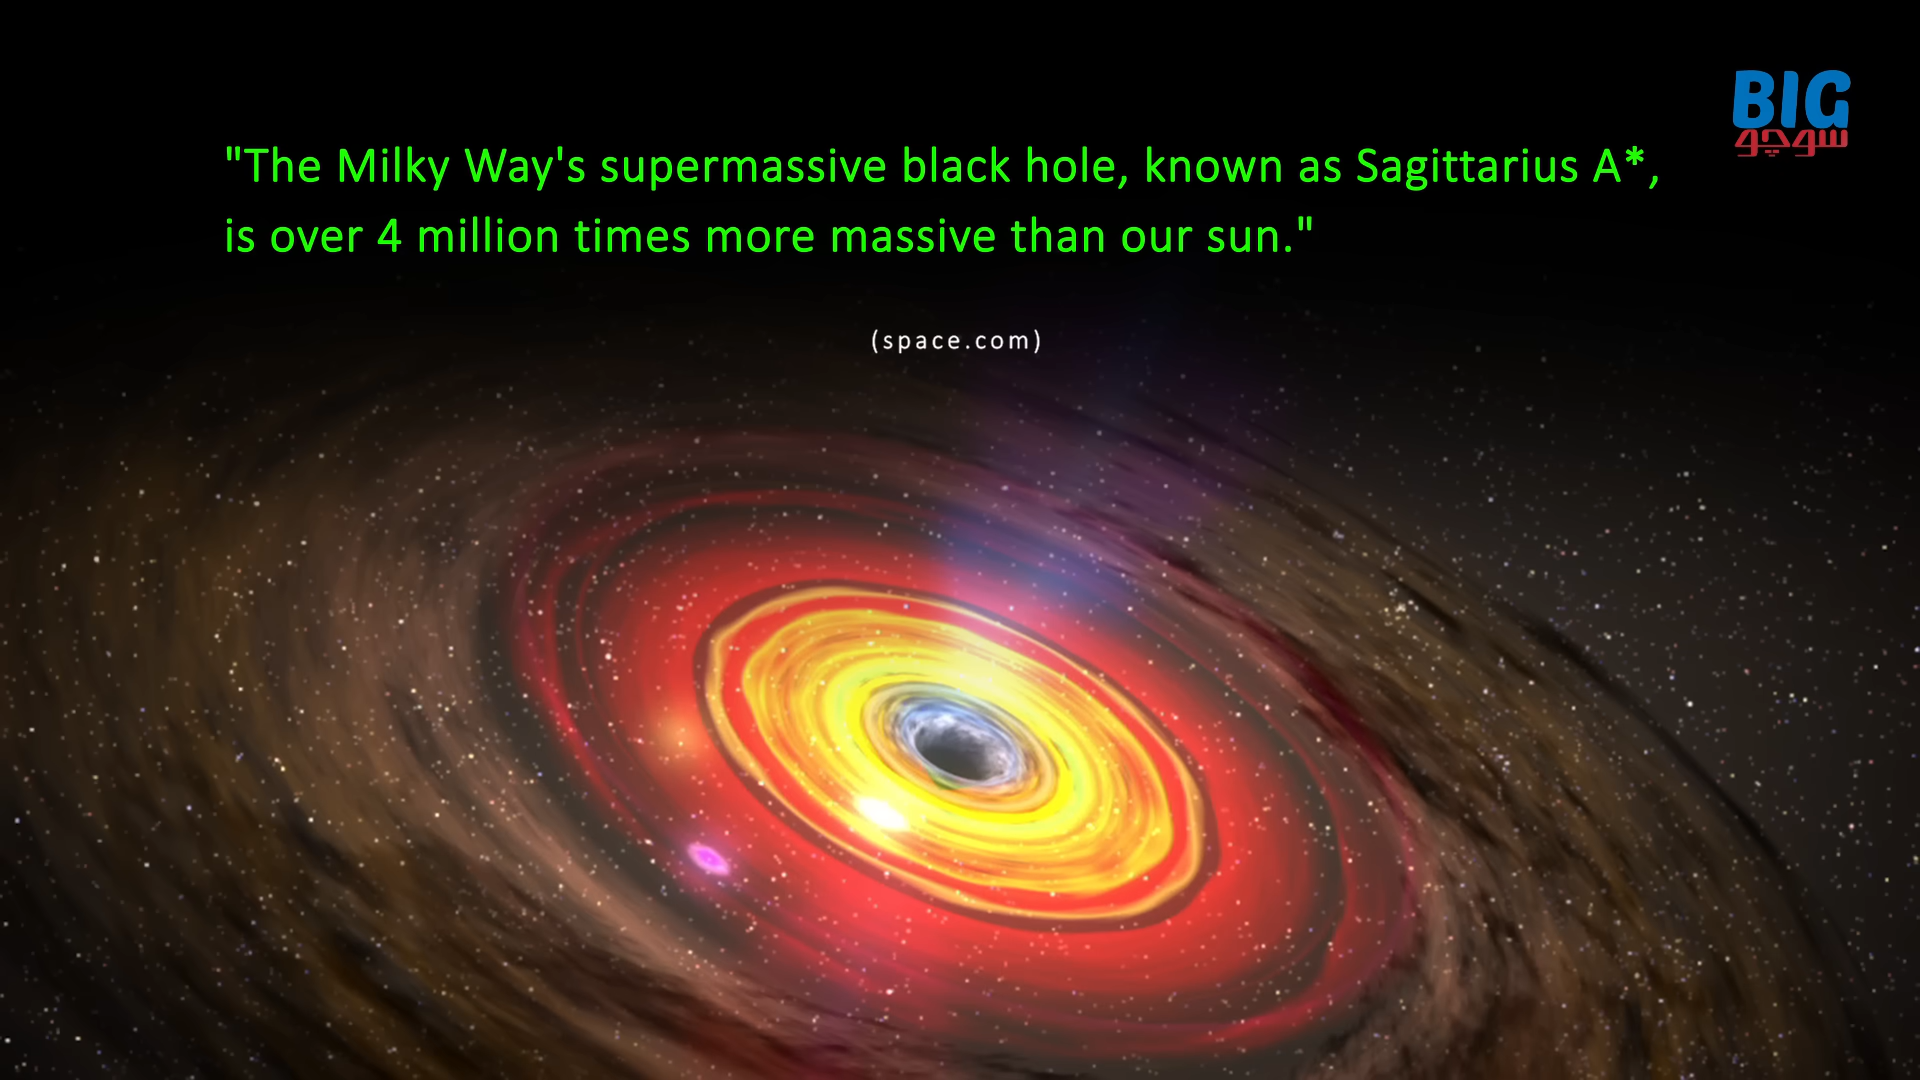 BIG
سوچو
"The Milky Way's supermassive black hole, known as Sagittarius A*,
is over 4 million times more massive than our sun."
(space.com)